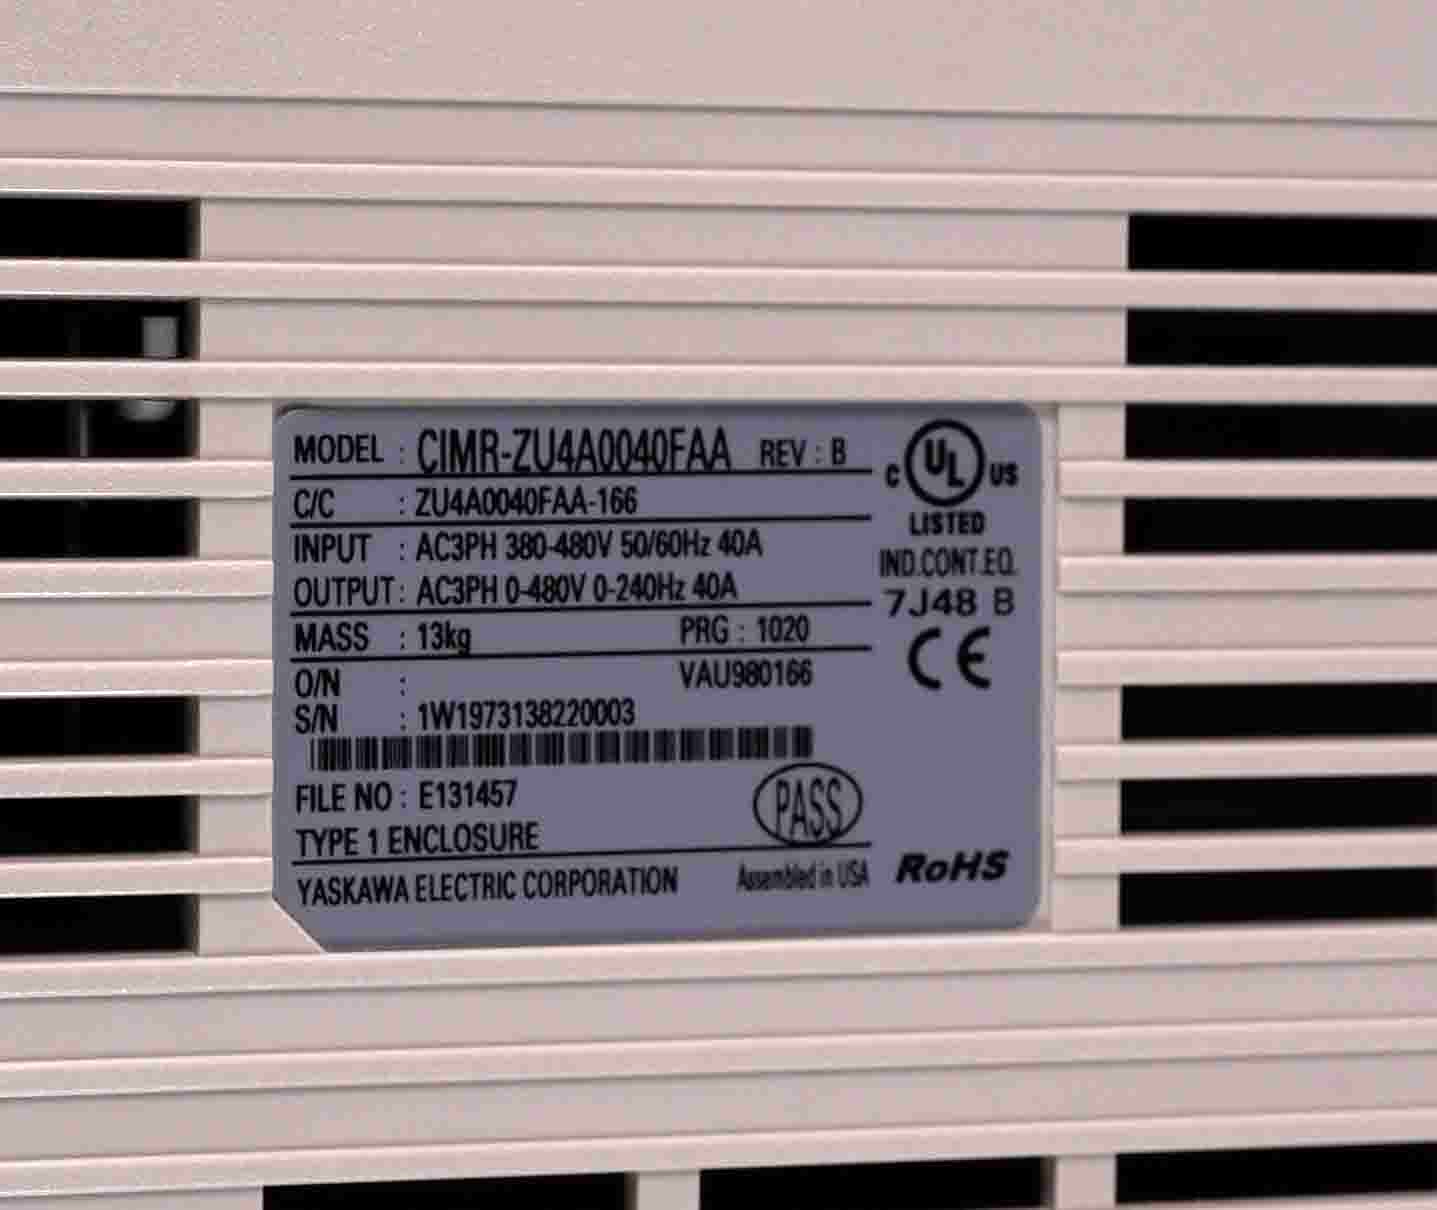 MODEL : CIMR-ZU4A0040FAA REV : B
C/C : ZU4A0040FAA-166
INPUT : AC3PH 380-480V 50/60Hz 40A
OUTPUT : AC3PH 0-480V 0-240Hz 40A
MASS : 13kg PRG : 1020
O/N : VAU980166
S/N : 1W1973138220003
FILE NO : E131457
PASS
TYPE 1 ENCLOSURE
YASKAWA ELECTRIC CORPORATION Assembled in USA
C UL US
LISTED
IND.CONT.EQ.
7J48 B
CE
RoHS